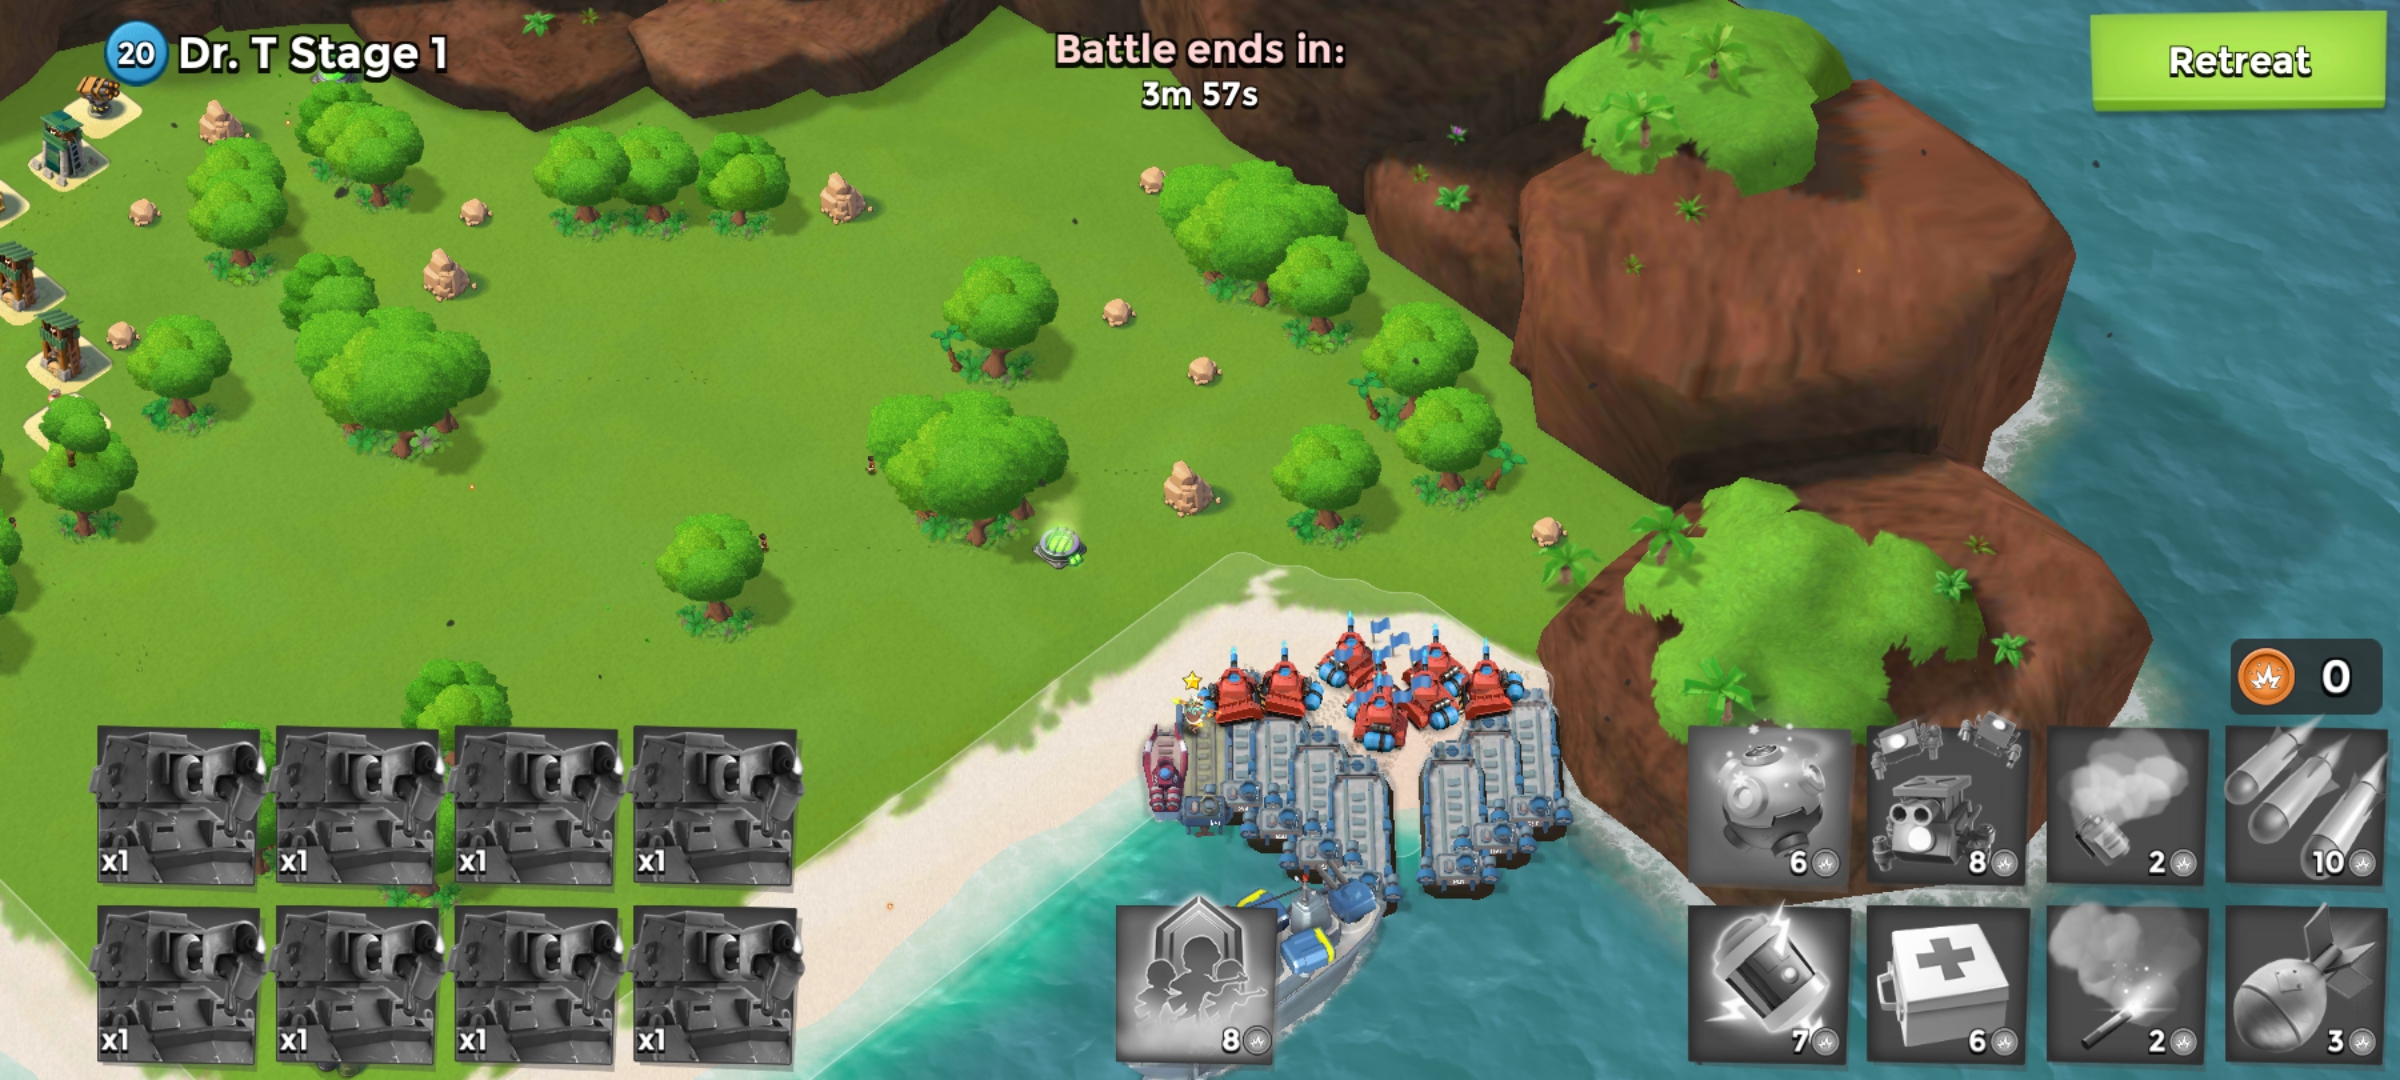 20 Dr. T Stage 1
Battle ends in:
3m 57s
Retreat
0
x1 x1 x1 x1
6 8 2 10
x1 x1 x1 x1
8
7 6 2 3